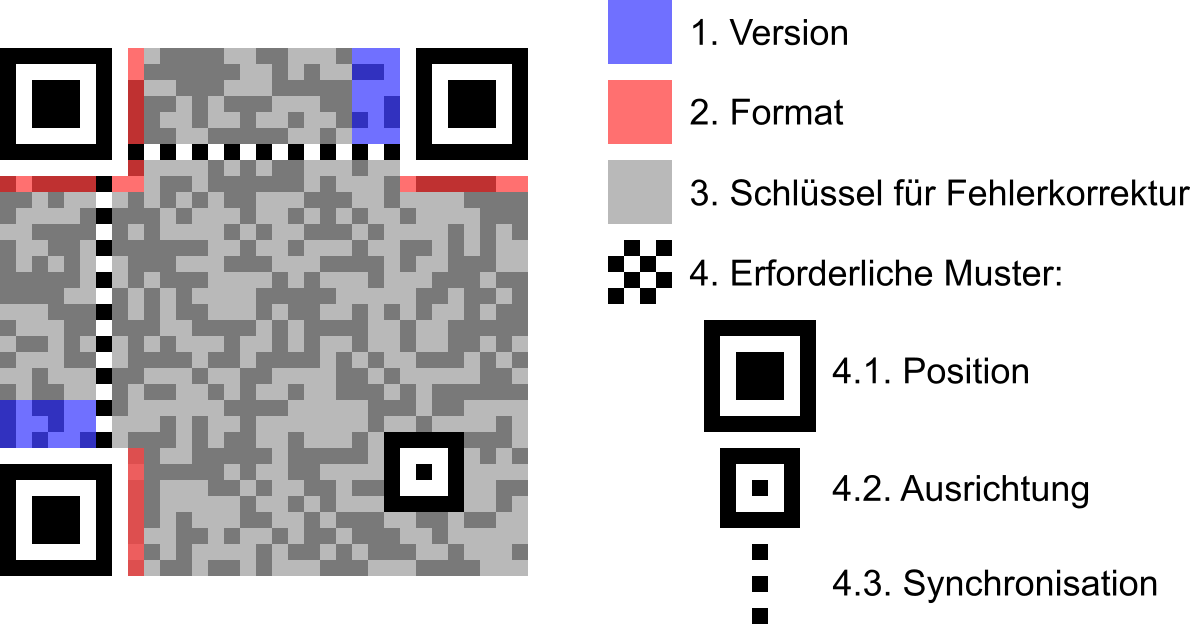 1. Version
2. Format
3. Schlüssel für Fehlerkorrektur
4. Erforderliche Muster:
4.1. Position
4.2. Ausrichtung
4.3. Synchronisation